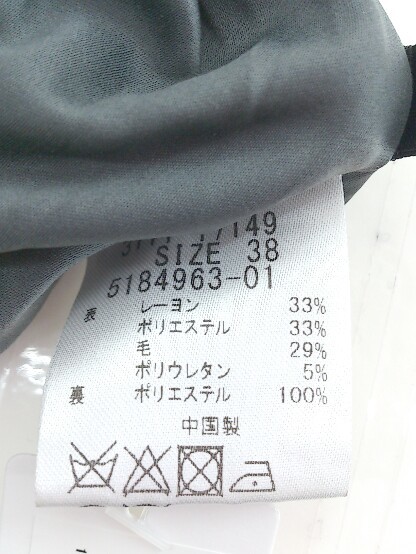 149
SIZE 38
5184963-01
表 レーヨン 33%
ポリエステル 33%
毛 29%
ポリウレタン 5%
裏 ポリエステル 100%
中国製